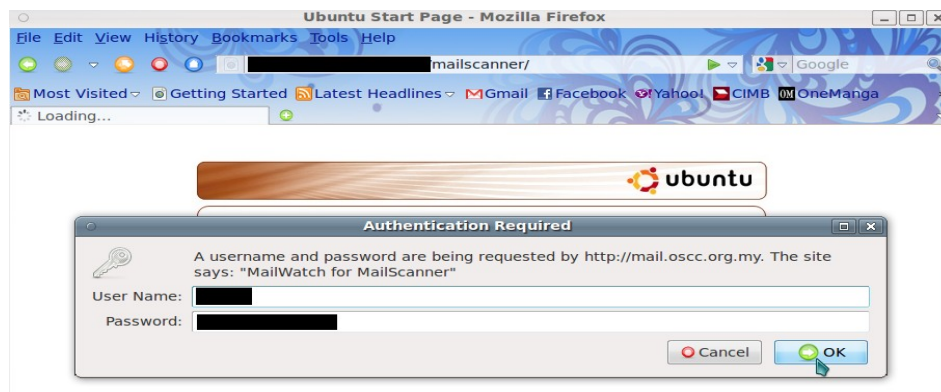 Ubuntu Start Page - Mozilla Firefox
File Edit View History Bookmarks Tools Help
/mailscanner/ Google
Most Visited Getting Started Latest Headlines Gmail Facebook Yahoo! CIMB OM OneManga
Loading...
ubuntu
Authentication Required
A username and password are being requested by http://mail.oscc.org.my. The site
says: "MailWatch for MailScanner"
User Name:
Password:
Cancel OK